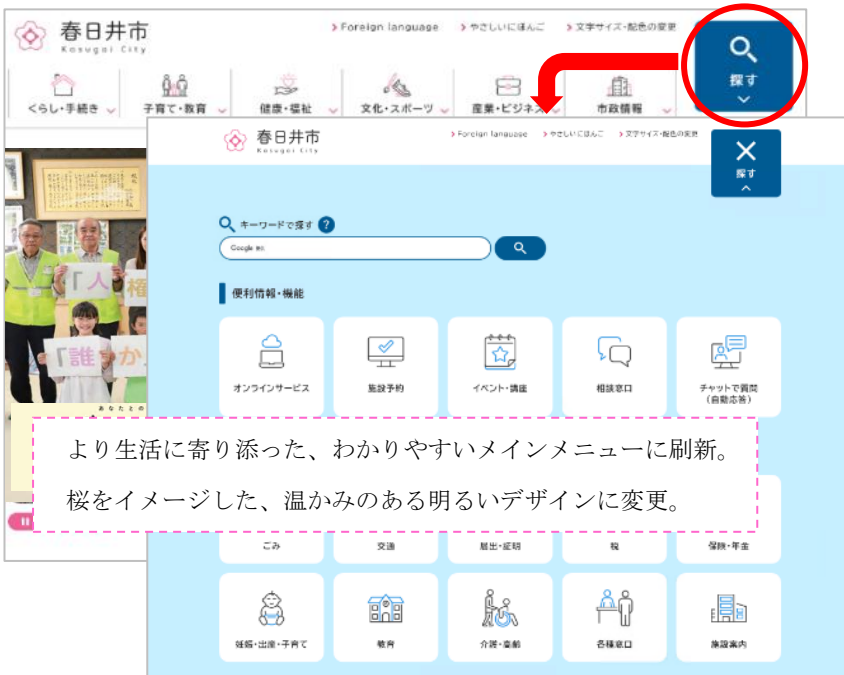 春日井市
Kasugai City
Foreign language
やさしいにほんご
文字サイズ・配色の変更
探す
くらし・手続き
子育て・教育
健康・福祉
文化・スポーツ
産業・ビジネス
市政情報
春日井市
Kasugai City
Foreign language
やさしいにほんご
文字サイズ・配色の変更
探す
キーワードで探す ?
便利情報・機能
オンラインサービス
施設予約
イベント・講座
相談窓口
チャットで質問
(自動応答)
「人
権
「誰
か
あなたとの
より生活に寄り添った、わかりやすいメインメニューに刷新。
桜をイメージした、温かみのある明るいデザインに変更。
ごみ
交通
届出・証明
税
保険・年金
妊娠・出産・子育て
教育
介護・高齢
各種窓口
施設案内